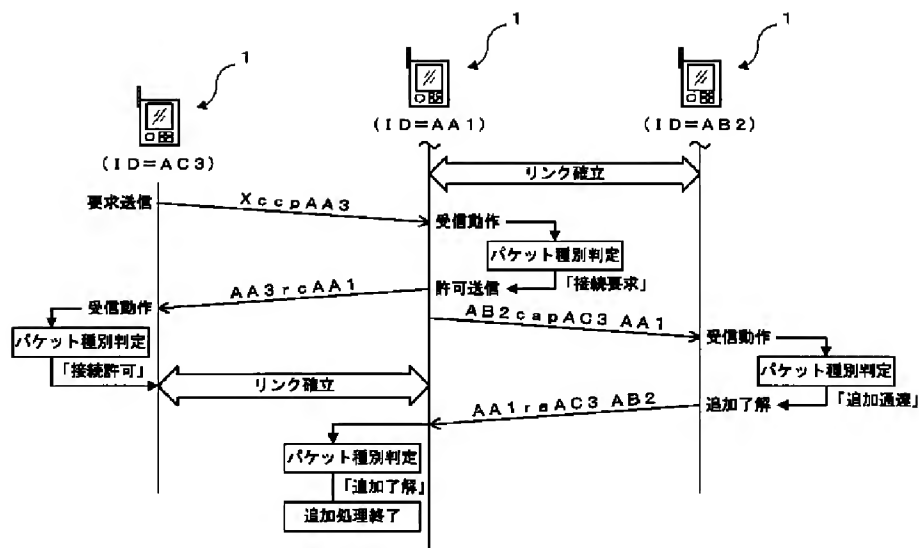 1
1
1
(ID=AC3)
(ID=AA1)
(ID=AB2)
リンク確立
要求送信
XccpAA3
受信動作
パケット種別判定
「接続要求」
許可送信
AA3rcAA1
受信動作
パケット種別判定
「接続許可」
AB2capAC3 AA1
受信動作
パケット種別判定
「追加通達」
リンク確立
追加了解
AA1raAC3 AB2
パケット種別判定
「追加了解」
追加処理終了